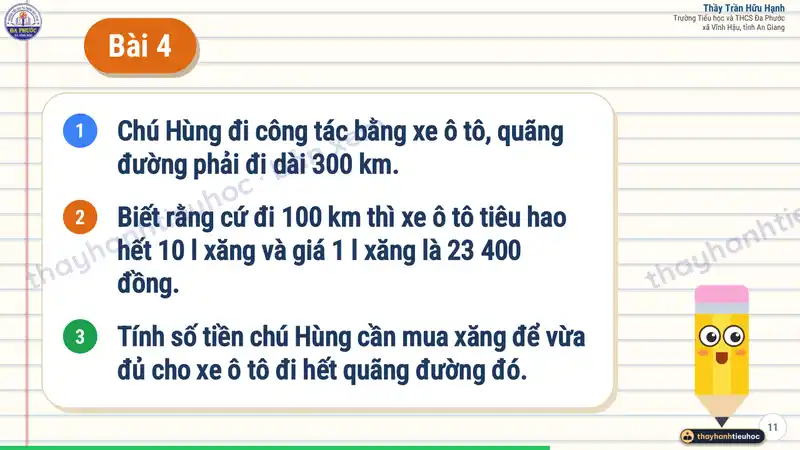 Thầy Trần Hữu Hạnh
Trường Tiểu học và THCS Đa Phước
xã Vĩnh Hậu, tỉnh An Giang
ĐA PHƯỚC
Bài 4
1 Chú Hùng đi công tác bằng xe ô tô, quãng
đường phải đi dài 300 km.
2 Biết rằng cứ đi 100 km thì xe ô tô tiêu hao
hết 10 l xăng và giá 1 l xăng là 23 400
đồng.
3 Tính số tiền chú Hùng cần mua xăng để vừa
đủ cho xe ô tô đi hết quãng đường đó.
thayhanhtieuhoc
11